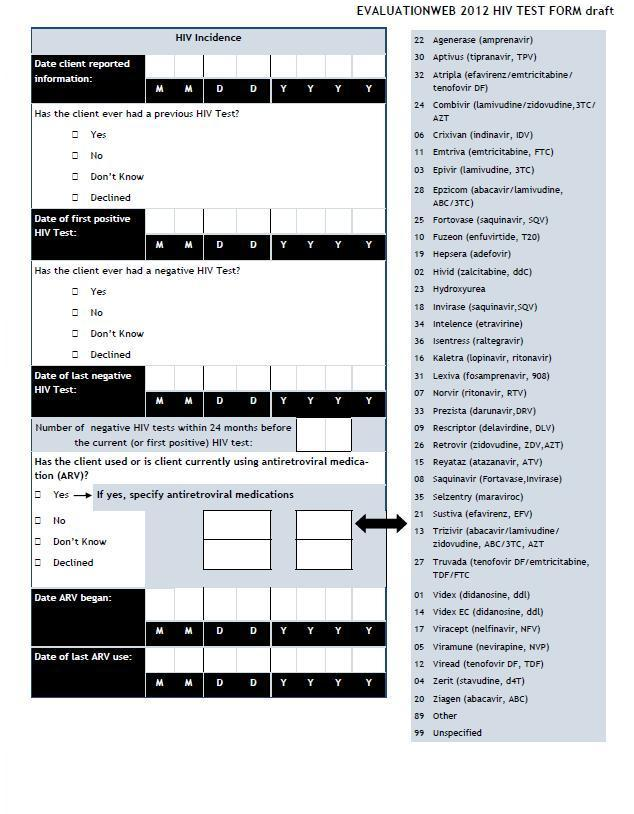 EVALUATIONWEB 2012 HIV TEST FORM draft
HIV Incidence
Date client reported
information:
M M D D Y Y Y Y
Has the client ever had a previous HIV Test?
Yes
No
Don't Know
Declined
Date of first positive
HIV Test:
M M D D Y Y Y Y
Has the client ever had a negative HIV Test?
Yes
No
Don't Know
Declined
Date of last negative
HIV Test:
M M D D Y Y Y Y
Number of negative HIV tests within 24 months before
the current (or first positive) HIV test:
Has the client used or is client currently using antiretroviral medica-
tion (ARV)?
Yes → If yes, specify antiretroviral medications
No
Don't Know
Declined
Date ARV began:
M M D D Y Y Y Y
Date of last ARV use:
M M D D Y Y Y Y
22 Agenerase (amprenavir)
30 Aptivus (tipranavir, TPV)
32 Atripla (efavirenz/emtricitabine/
tenofovir DF)
24 Combivir (lamivudine/zidovudine,3TC/
AZT
06 Crixivan (indinavir, IDV)
11 Emtriva (emtricitabine, FTC)
03 Epivir (lamivudine, 3TC)
28 Epzicom (abacavir/lamivudine,
ABC/3TC)
25 Fortovase (saquinavir, SQV)
10 Fuzeon (enfuvirtide, T20)
19 Hepsera (adefovir)
02 Hivid (zalcitabine, ddC)
23 Hydroxyurea
18 Invirase (saquinavir,SQV)
34 Intelence (etravirine)
36 Isentress (raltegravir)
16 Kaletra (lopinavir, ritonavir)
31 Lexiva (fosamprenavir, 908)
07 Norvir (ritonavir, RTV)
33 Prezista (darunavir,DRV)
09 Rescriptor (delavirdine, DLV)
26 Retrovir (zidovudine, ZDV,AZT)
15 Reyataz (atazanavir, ATV)
08 Saquinavir (Fortavase,Invirase)
35 Selzentry (maraviroc)
21 Sustiva (efavirenz, EFV)
13 Trizivir (abacavir/lamivudine/
zidovudine, ABC/3TC, AZT
27 Truvada (tenofovir DF/emtricitabine,
TDF/FTC
01 Videx (didanosine, ddl)
14 Videx EC (didanosine, ddl)
17 Viracept (nelfinavir, NFV)
05 Viramune (nevirapine, NVP)
12 Viread (tenofovir DF, TDF)
04 Zerit (stavudine, d4T)
20 Ziagen (abacavir, ABC)
89 Other
99 Unspecified